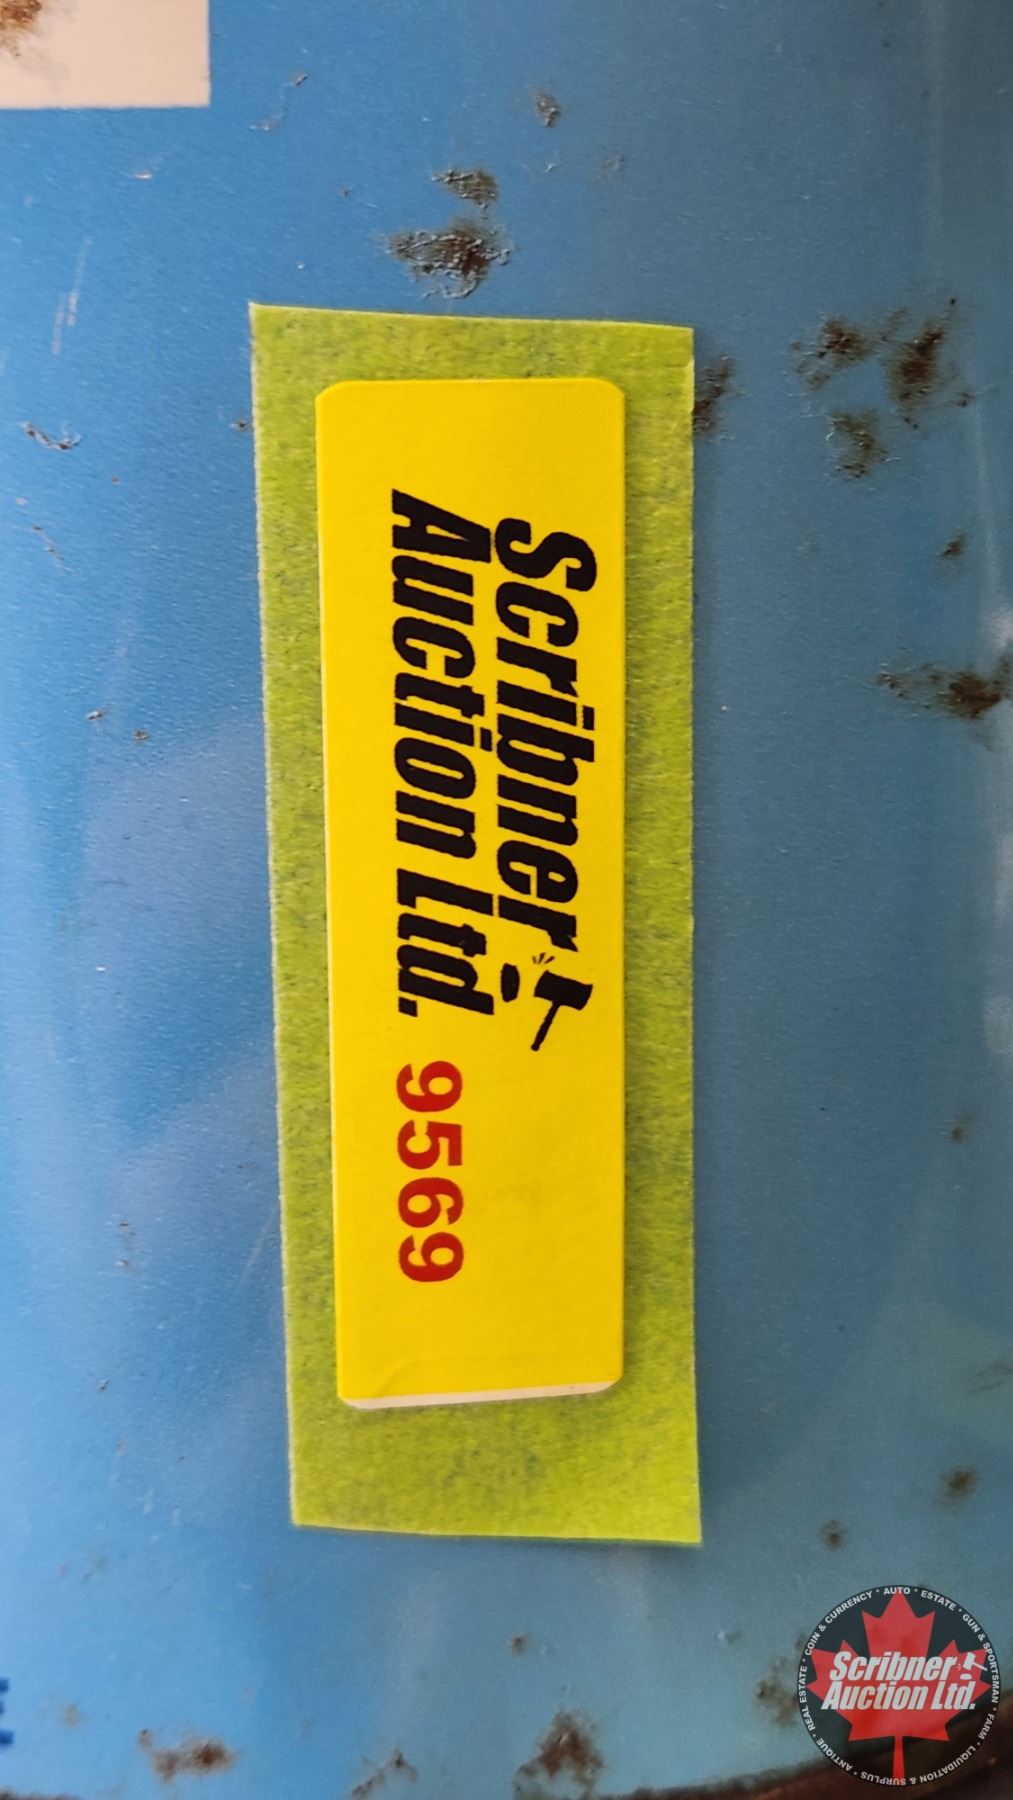 Scribner
Auction Ltd.
9569
COIN & CURRENCY * AUTO * ESTATE * GUN & SPORTSMAN * FARM * LIQUIDATION & SURPLUS * ANTIQUE * REAL ESTATE *
Scribner
Auction Ltd.